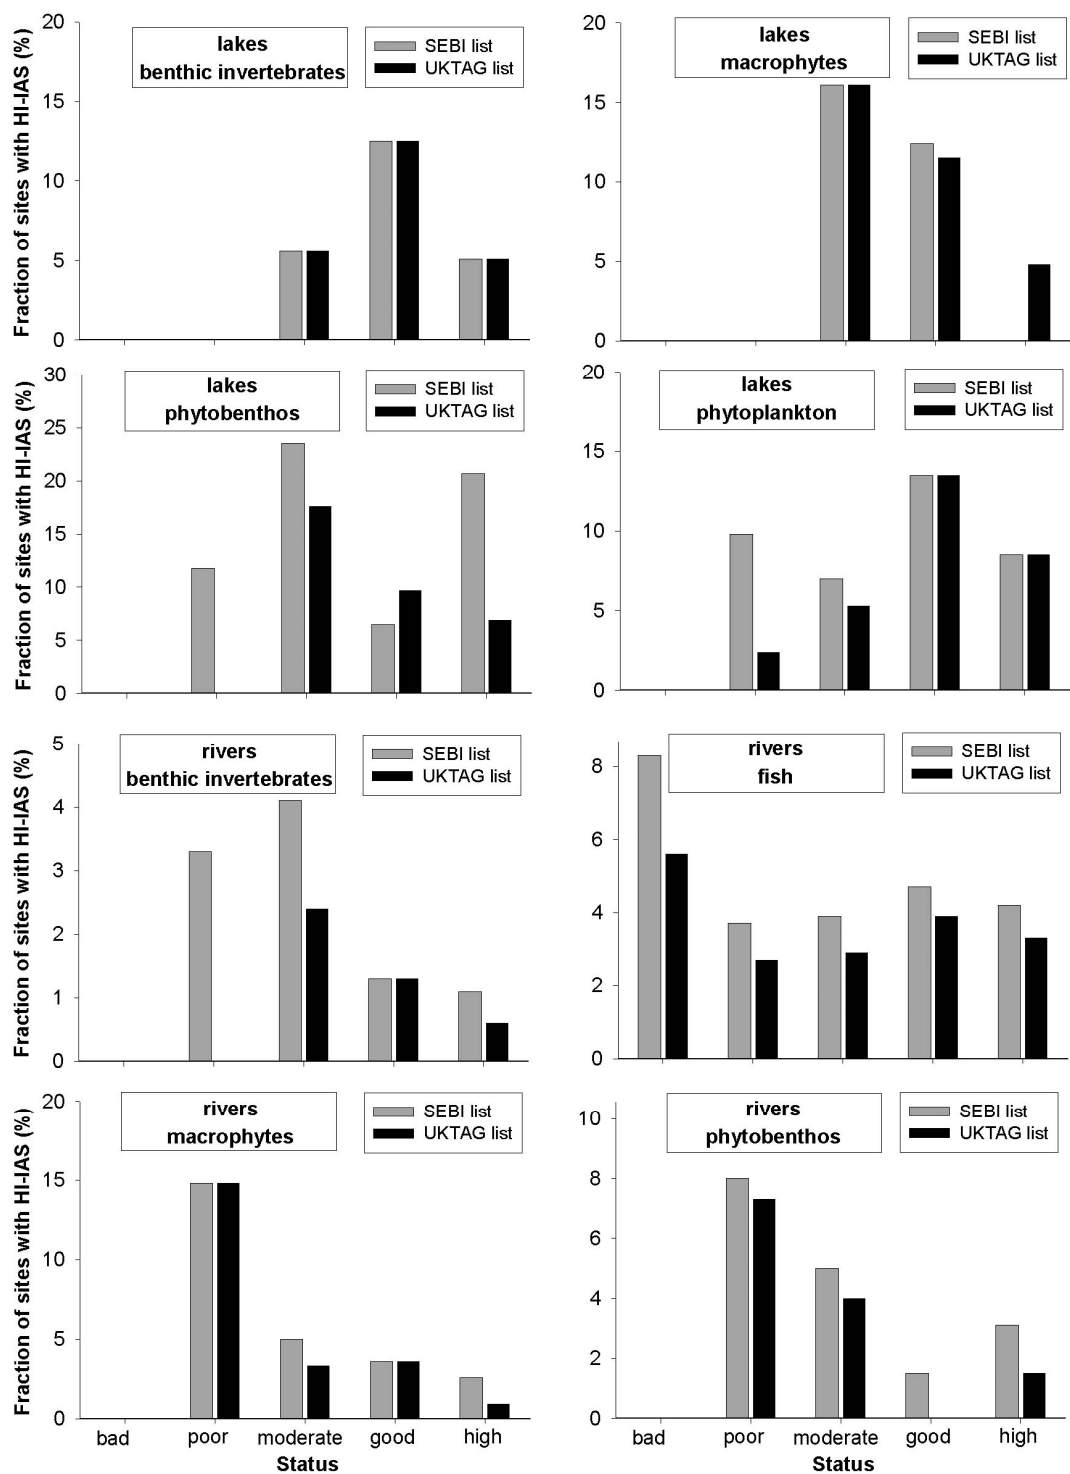 Fraction of sites with HI-IAS (%)
20
15
10
5
0
lakes
benthic invertebrates
SEBI list
UKTAG list
20
15
10
5
0
lakes
macrophytes
SEBI list
UKTAG list
Fraction of sites with HI-IAS (%)
30
25
20
15
10
5
0
lakes
phytobenthos
SEBI list
UKTAG list
20
15
10
5
0
lakes
phytoplankton
SEBI list
UKTAG list
Fraction of sites with HI-IAS (%)
5
4
3
2
1
0
rivers
benthic invertebrates
SEBI list
UKTAG list
8
6
4
2
0
rivers
fish
SEBI list
UKTAG list
Fraction of sites with HI-IAS (%)
20
15
10
5
0
rivers
macrophytes
SEBI list
UKTAG list
bad poor moderate good high
Status
10
8
6
4
2
0
rivers
phytobenthos
SEBI list
UKTAG list
bad poor moderate good high
Status